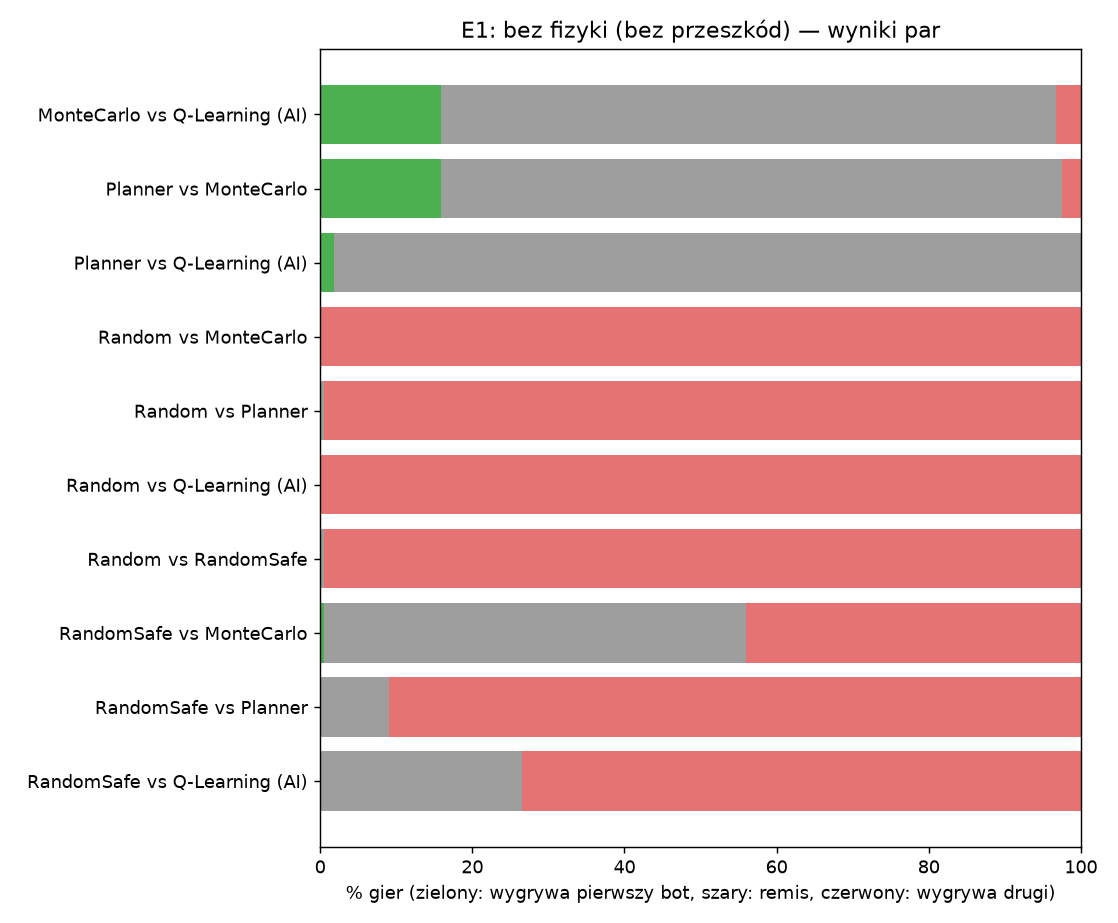 E1: bez fizyki (bez przeszkód) — wyniki par
MonteCarlo vs Q-Learning (AI)
Planner vs MonteCarlo
Planner vs Q-Learning (AI)
Random vs MonteCarlo
Random vs Planner
Random vs Q-Learning (AI)
Random vs RandomSafe
RandomSafe vs MonteCarlo
RandomSafe vs Planner
RandomSafe vs Q-Learning (AI)
0 20 40 60 80 100
% gier (zielony: wygrywa pierwszy bot, szary: remis, czerwony: wygrywa drugi)